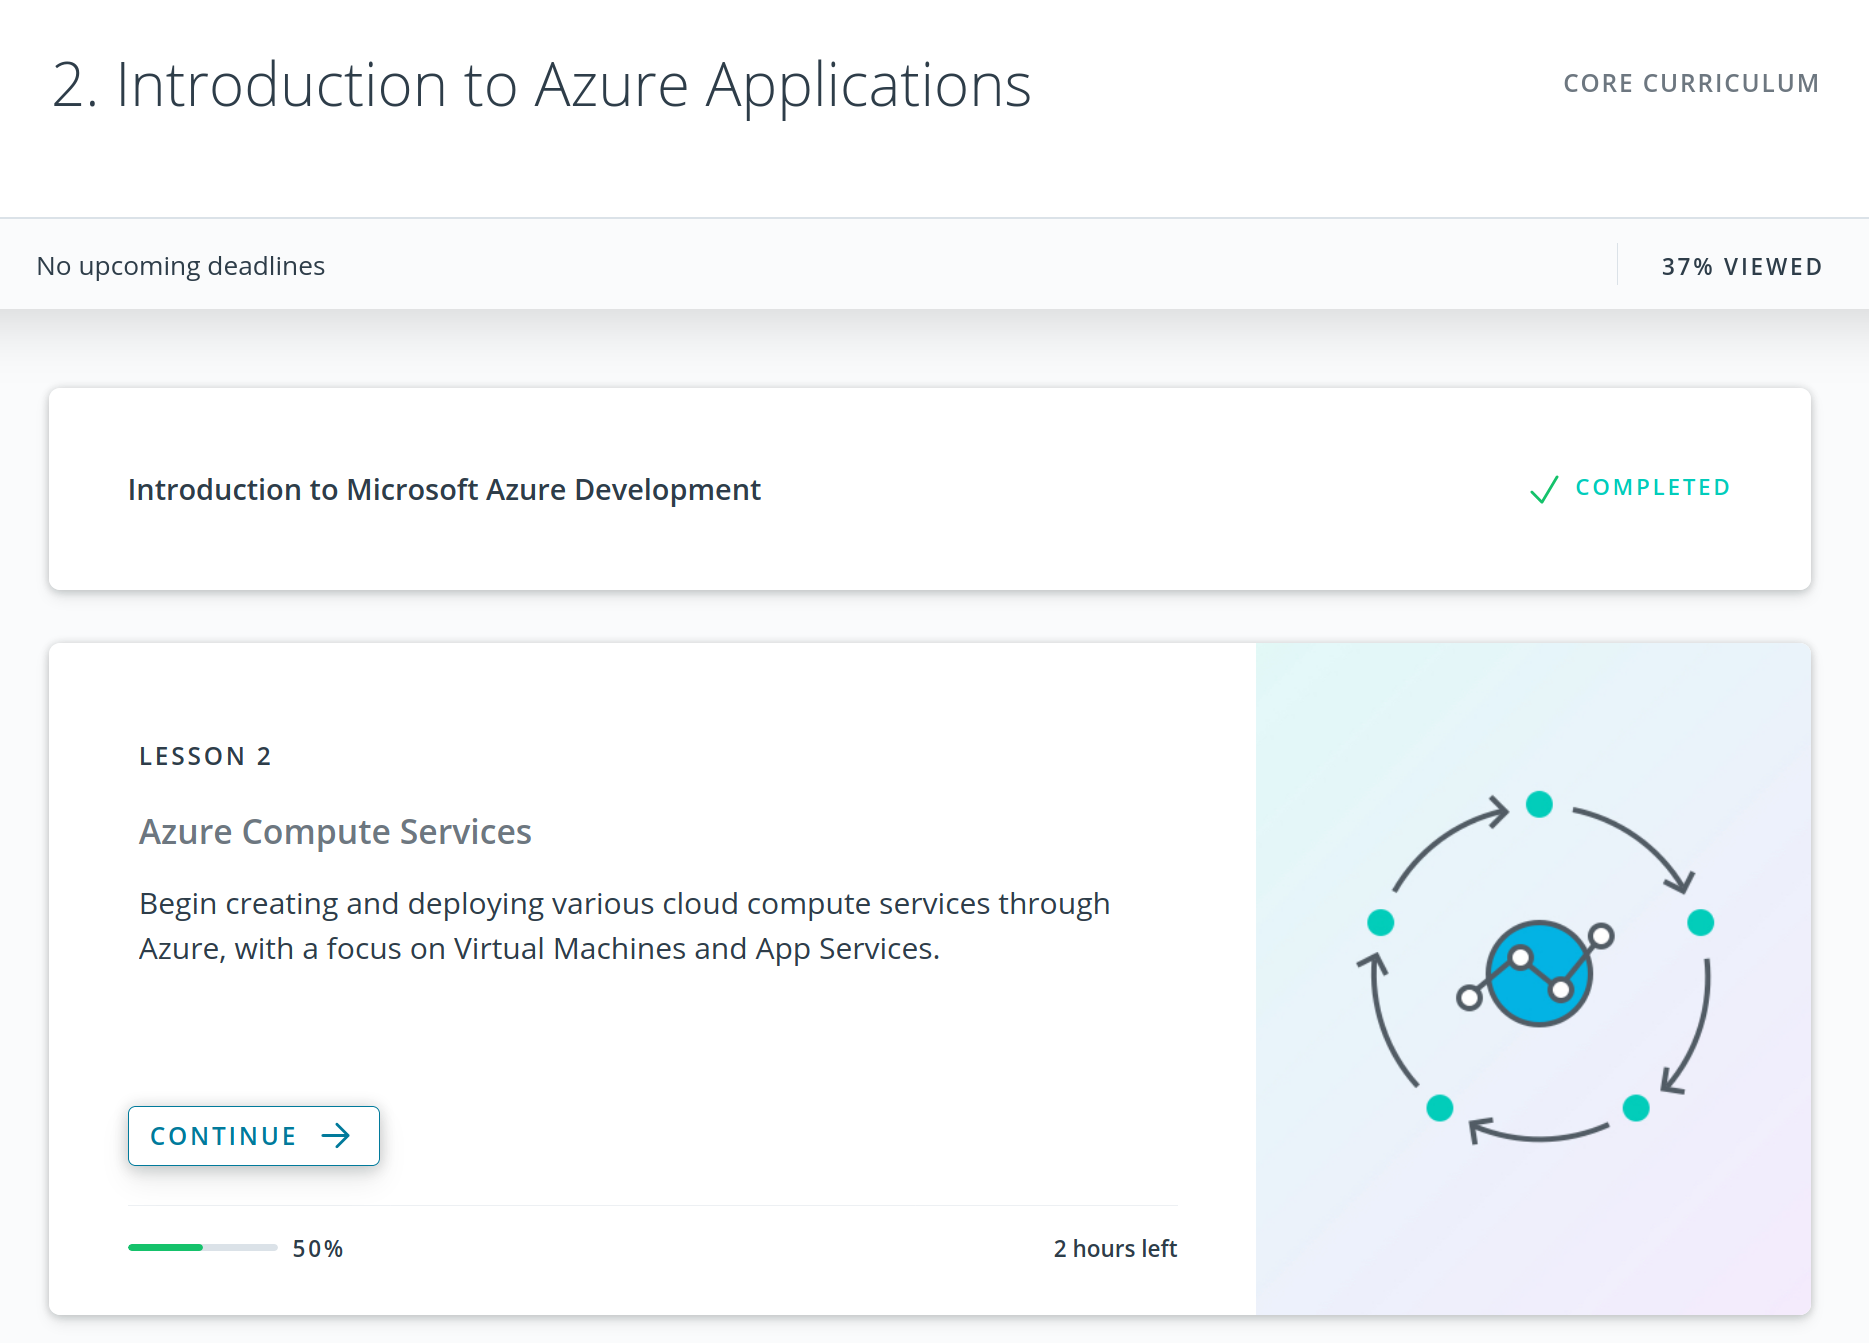 2. Introduction to Azure Applications
CORE CURRICULUM
No upcoming deadlines
37% VIEWED
Introduction to Microsoft Azure Development
COMPLETED
LESSON 2
Azure Compute Services
Begin creating and deploying various cloud compute services through
Azure, with a focus on Virtual Machines and App Services.
CONTINUE
50%
2 hours left